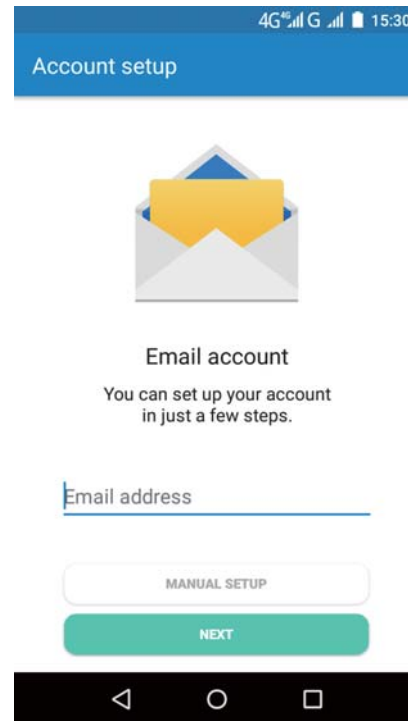 4G 4G G 15:30
Account setup
Email account
You can set up your account
in just a few steps.
Email address
MANUAL SETUP
NEXT